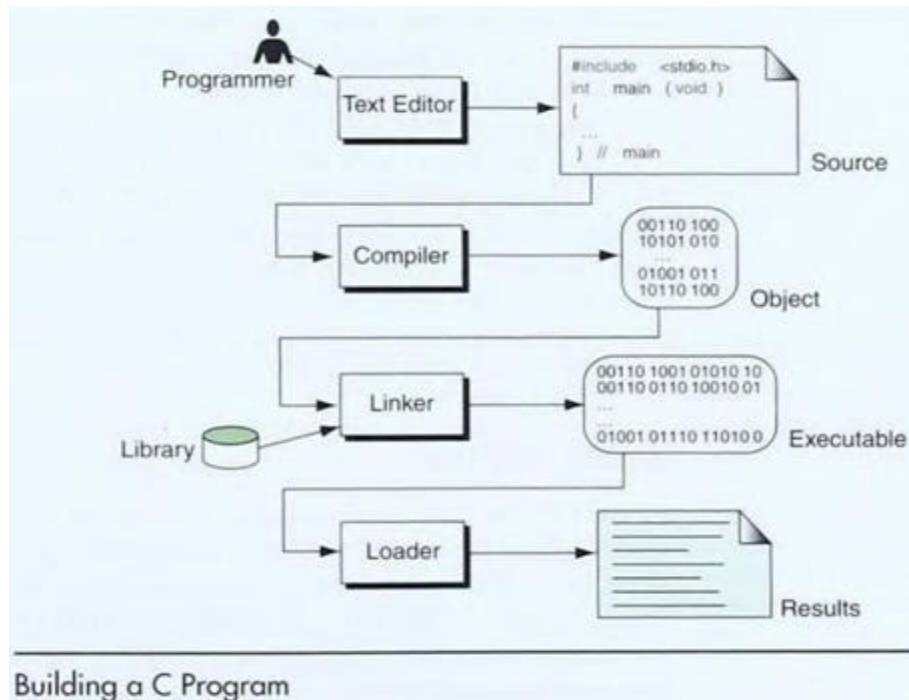 Programmer
Text Editor
#include <stdio.h>
int main (void)
{
...
} // main
Source
Compiler
00110 100
10101 010
...
01001 011
10110 100
Object
Linker
Library
00110 1001 01010 10
00110 0110 10010 01
...
...
01001 01110 11010 0
Executable
Loader
Results
Building a C Program